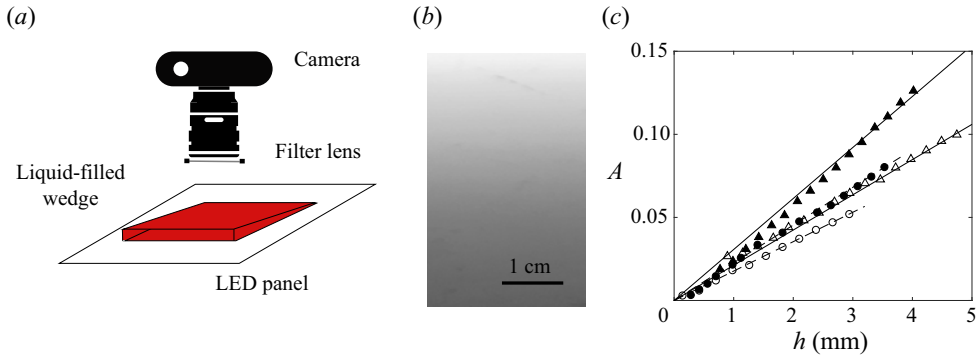 (a)
Camera
Filter lens
Liquid-filled
wedge
LED panel
(b)
1 cm
(c)
0.15
0.10
A
0.05
0
0 1 2 3 4 5
h (mm)